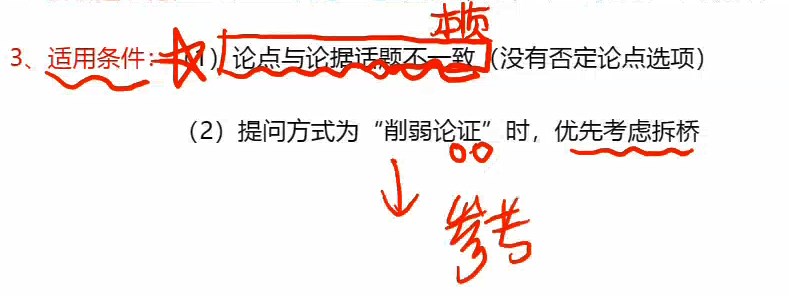 本质
3、适用条件：（1）论点与论据话题不一致（没有否定论点选项）
（2）提问方式为“削弱论证”时，优先考虑拆桥
参考